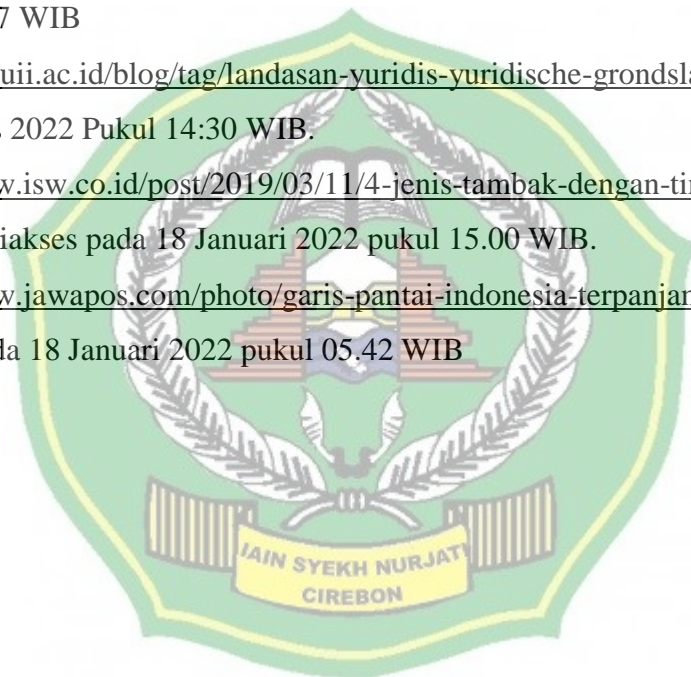 7 WIB
uii.ac.id/blog/tag/landasan-yuridis-yuridische-grondsla
2022 Pukul 14:30 WIB.
w.isw.co.id/post/2019/03/11/4-jenis-tambak-dengan-tin
iakses pada 18 Januari 2022 pukul 15.00 WIB.
w.jawapos.com/photo/garis-pantai-indonesia-terpanjan
da 18 Januari 2022 pukul 05.42 WIB
IAIN SYEKH NURJATI
CIREBON